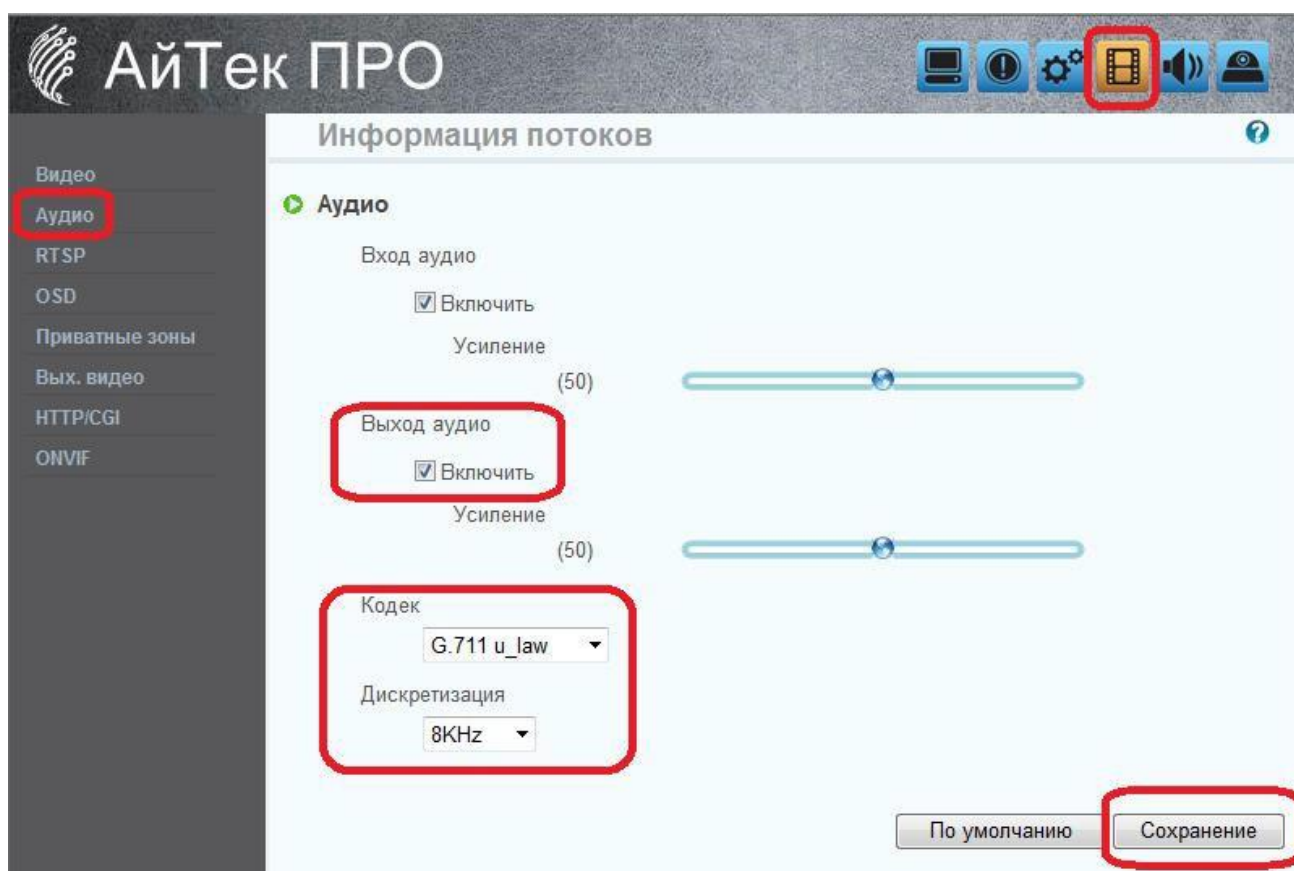 АйТек ПРО
Информация потоков
?
Видео
Аудио
RTSP
OSD
Приватные зоны
Вых. видео
HTTP/CGI
ONVIF
Аудио
Вход аудио
Включить
Усиление
(50)
Выход аудио
Включить
Усиление
(50)
Кодек
G.711 u_law
Дискретизация
8KHz
По умолчанию
Сохранение